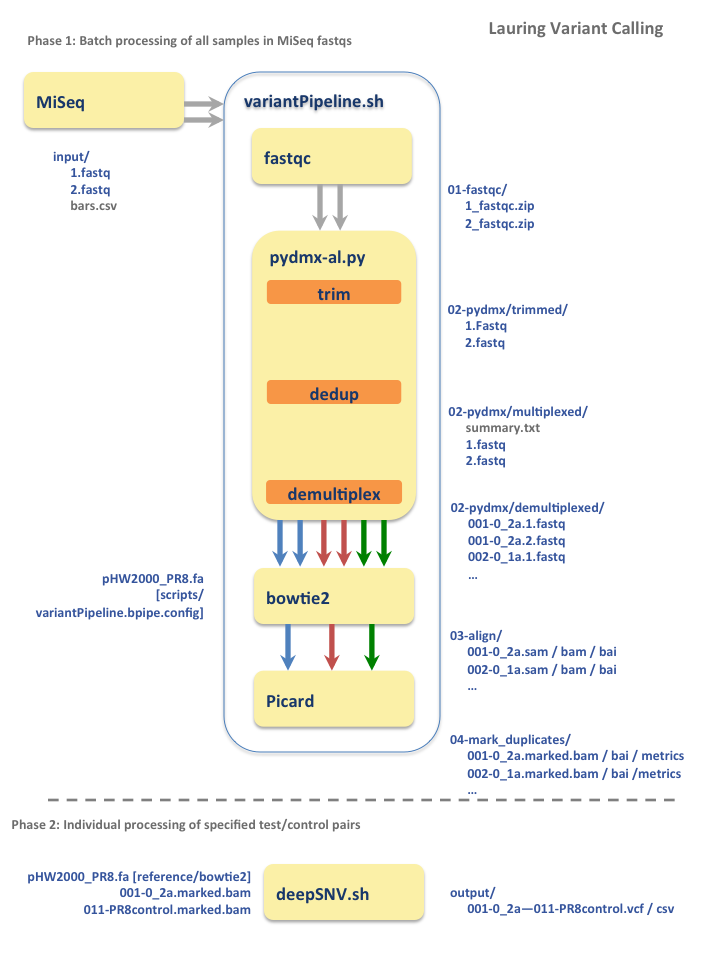 Lauring Variant Calling
Phase 1: Batch processing of all samples in MiSeq fastqs
MiSeq
input/
1.fastq
2.fastq
bars.csv
variantPipeline.sh
fastqc
01-fastqc/
1_fastqc.zip
2_fastqc.zip
pydmx-al.py
trim
02-pydmx/trimmed/
1.Fastq
2.fastq
dedup
02-pydmx/multiplexed/
summary.txt
1.fastq
2.fastq
demultiplex
02-pydmx/demultiplexed/
001-0_2a.1.fastq
001-0_2a.2.fastq
002-0_1a.1.fastq
...
pHW2000_PR8.fa
[scripts/
variantPipeline.bpipe.config]
bowtie2
03-align/
001-0_2a.sam / bam / bai
002-0_1a.sam / bam / bai
...
Picard
04-mark_duplicates/
001-0_2a.marked.bam / bai / metrics
002-0_1a.marked.bam / bai /metrics
...
Phase 2: Individual processing of specified test/control pairs
pHW2000_PR8.fa [reference/bowtie2]
001-0_2a.marked.bam
011-PR8control.marked.bam
deepSNV.sh
output/
001-0_2a—011-PR8control.vcf / csv